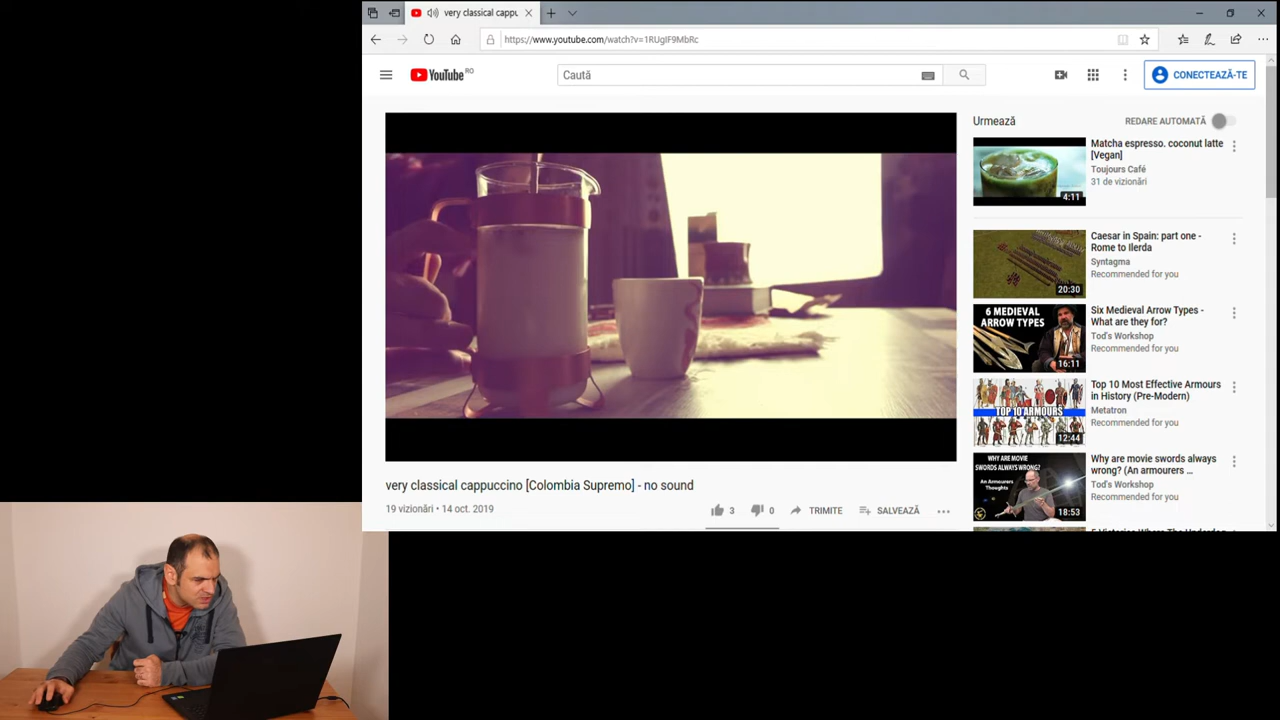 very classical cappu
https://www.youtube.com/watch?v=1RUgIF9MbRc
YouTube RO
Caută
CONECTEAZĂ-TE
Urmează
REDARE AUTOMATĂ
Matcha espresso. coconut latte
[Vegan]
Toujours Café
31 de vizionări
4:11
Caesar in Spain: part one -
Rome to Ilerda
Syntagma
Recommended for you
20:30
6 MEDIEVAL
ARROW TYPES
16:11
Six Medieval Arrow Types -
What are they for?
Tod's Workshop
Recommended for you
TOP 10 ARMOURS
12:44
Top 10 Most Effective Armours
in History (Pre-Modern)
Metatron
Recommended for you
WHY ARE MOVIE
SWORDS ALWAYS WRONG?
An Armourers
Thoughts
18:53
Why are movie swords always
wrong? (An armourers ...
Tod's Workshop
Recommended for you
very classical cappuccino [Colombia Supremo] - no sound
19 vizionări • 14 oct. 2019
3
0
TRIMITE
SALVEAZĂ